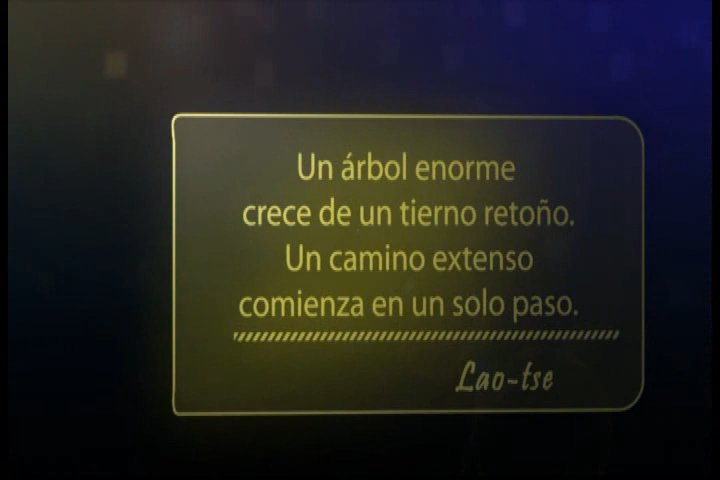 Un árbol enorme
crece de un tierno retoño.
Un camino extenso
comienza en un solo paso.
Lao-tse